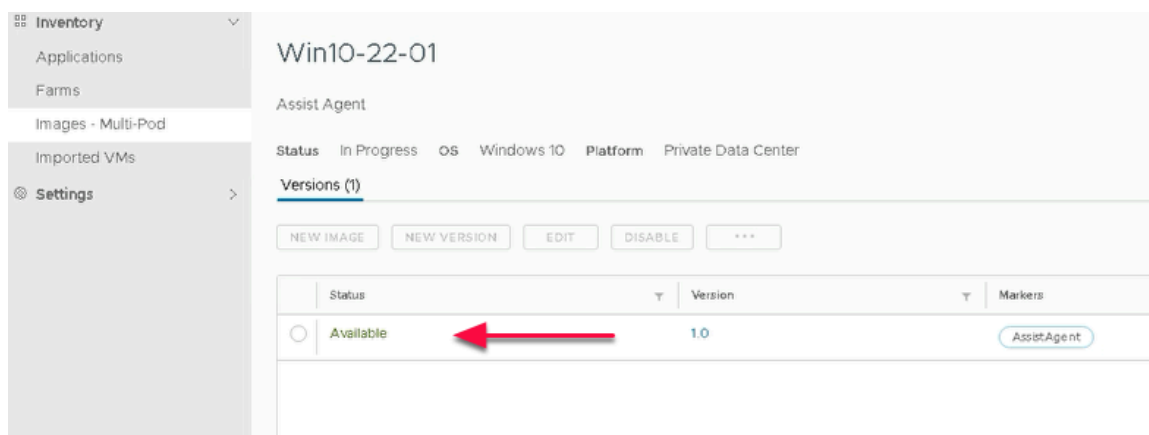 Inventory
Applications
Farms
Images - Multi-Pod
Imported VMs
Settings
Win10-22-01
Assist Agent
Status In Progress OS Windows 10 Platform Private Data Center
Versions (1)
NEW IMAGE NEW VERSION EDIT DISABLE •••
Status Version Markers
Available 1.0 AssistAgent